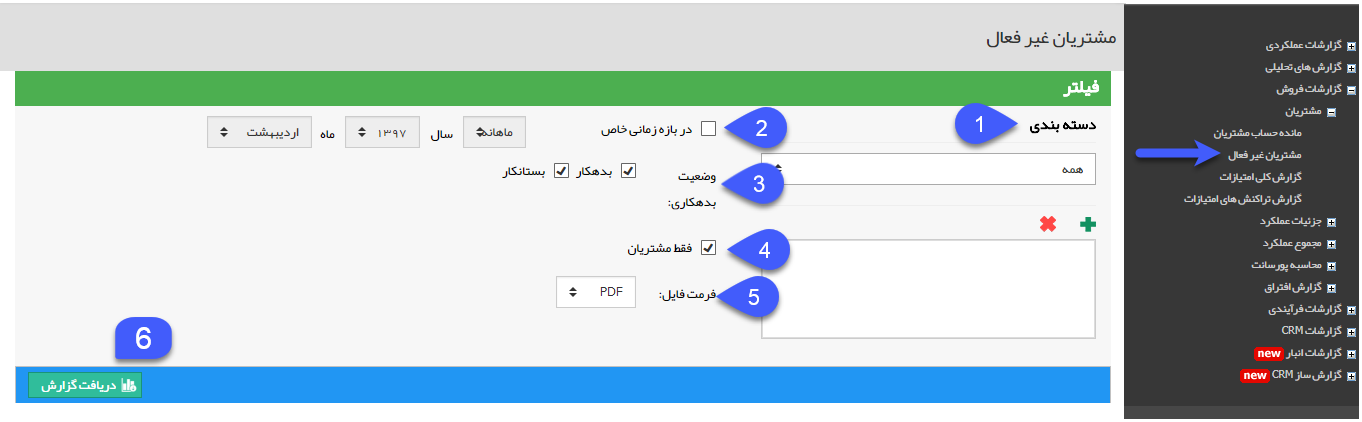 مشتریان غیر فعال
گزارشات عملکردی
گزارش های تحلیلی
گزارشات فروش
مشتریان
مانده حساب مشتریان
مشتریان غیر فعال
گزارش کلی امتیازات
گزارش تراکنش های امتیازات
جزئیات عملکرد
مجموع عملکرد
محاسبه پورسانت
گزارش افتراق
گزارشات فرآیندی
گزارشات CRM
گزارشات انبار new
گزارش ساز CRM new
فیلتر
دسته بندی 1
همه
2 در بازه زمانی خاص ماهانه سال ۱۳۹۷ ماه اردیبهشت
3 وضعیت بدهکار بستانکار
بدهکاری:
4 فقط مشتریان
5 فرمت فایل: PDF
6
دریافت گزارش